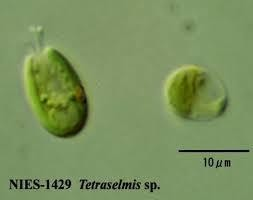 10 μm
NIES-1429 Tetraselmis sp.